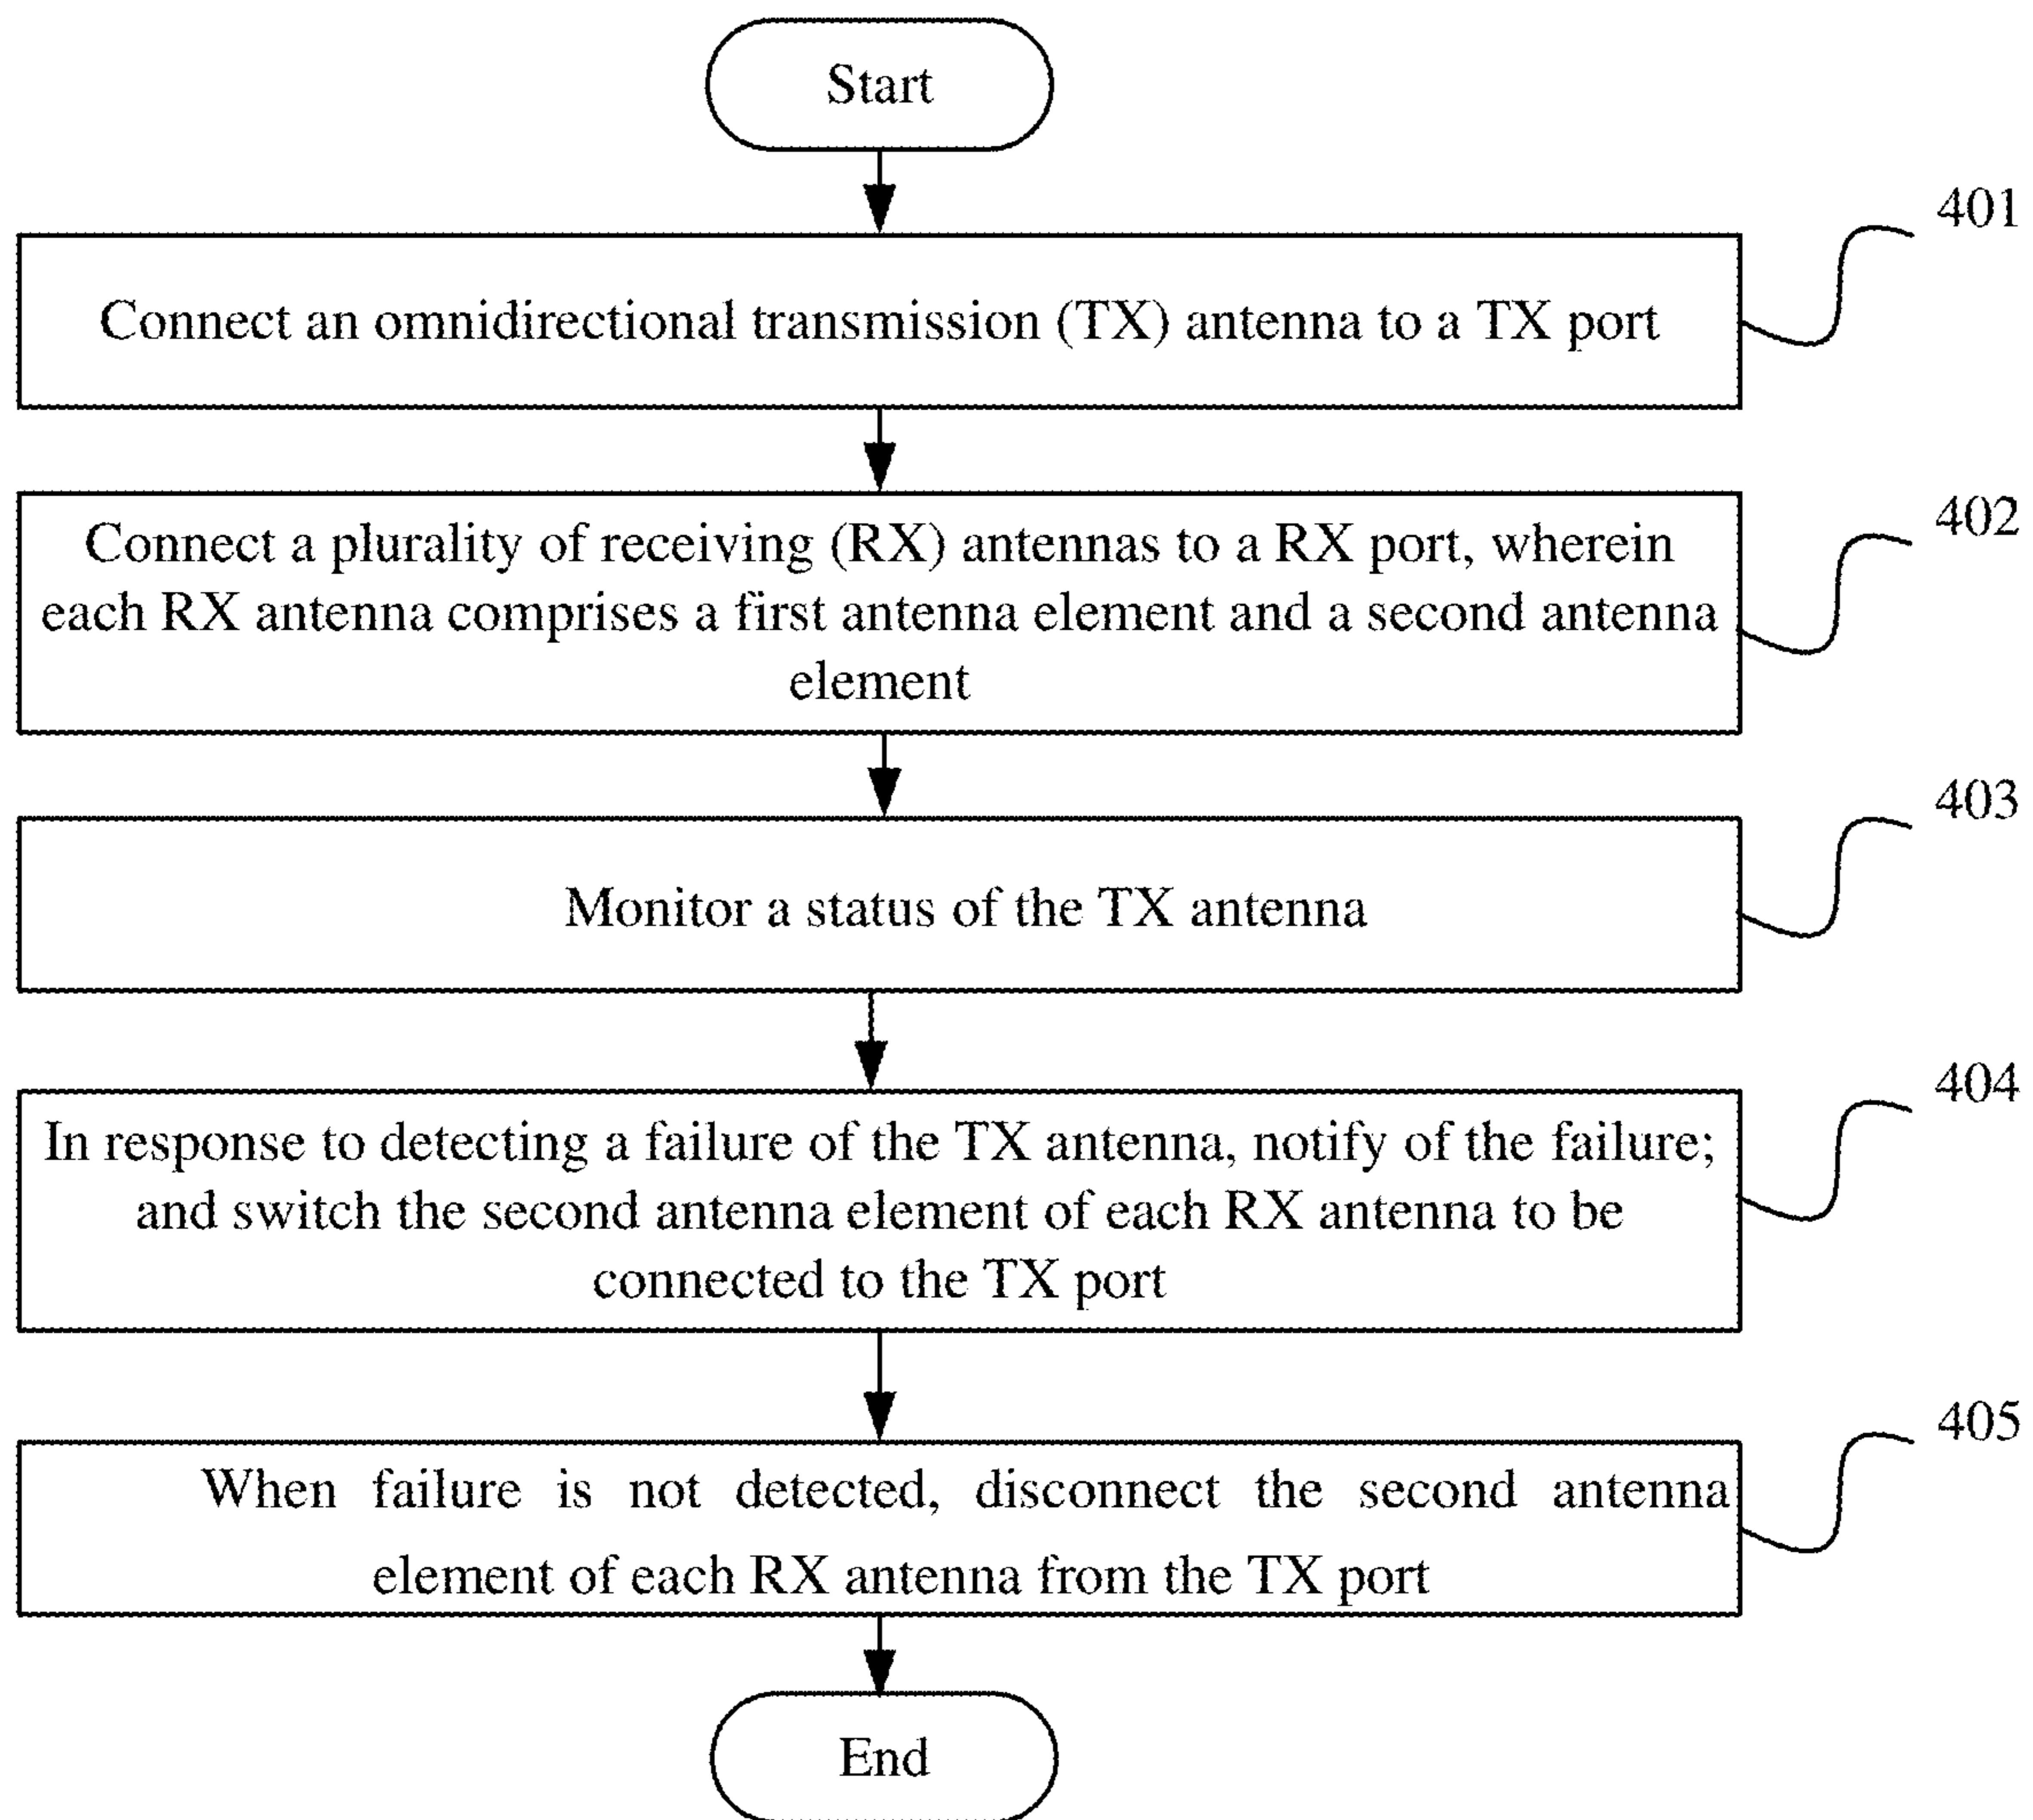 Start
401
Connect an omnidirectional transmission (TX) antenna to a TX port
402
Connect a plurality of receiving (RX) antennas to a RX port, wherein
each RX antenna comprises a first antenna element and a second antenna
element
403
Monitor a status of the TX antenna
404
In response to detecting a failure of the TX antenna, notify of the failure;
and switch the second antenna element of each RX antenna to be
connected to the TX port
405
When failure is not detected, disconnect the second antenna
element of each RX antenna from the TX port
End